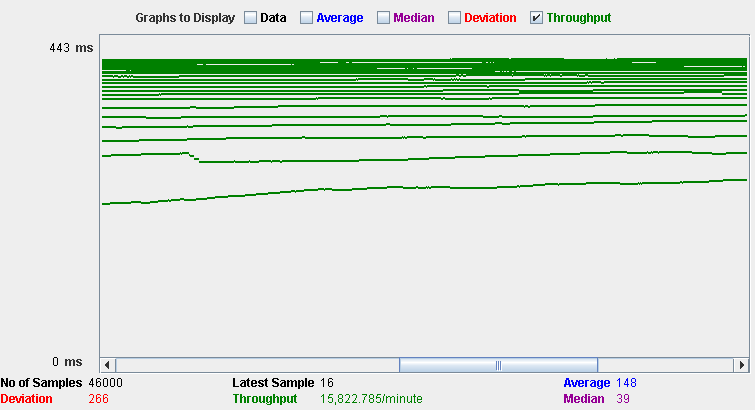 Graphs to Display Data Average Median Deviation Throughput
443 ms
0 ms
No of Samples 46000 Latest Sample 16 Average 148
Deviation 266 Throughput 15,822.785/minute Median 39